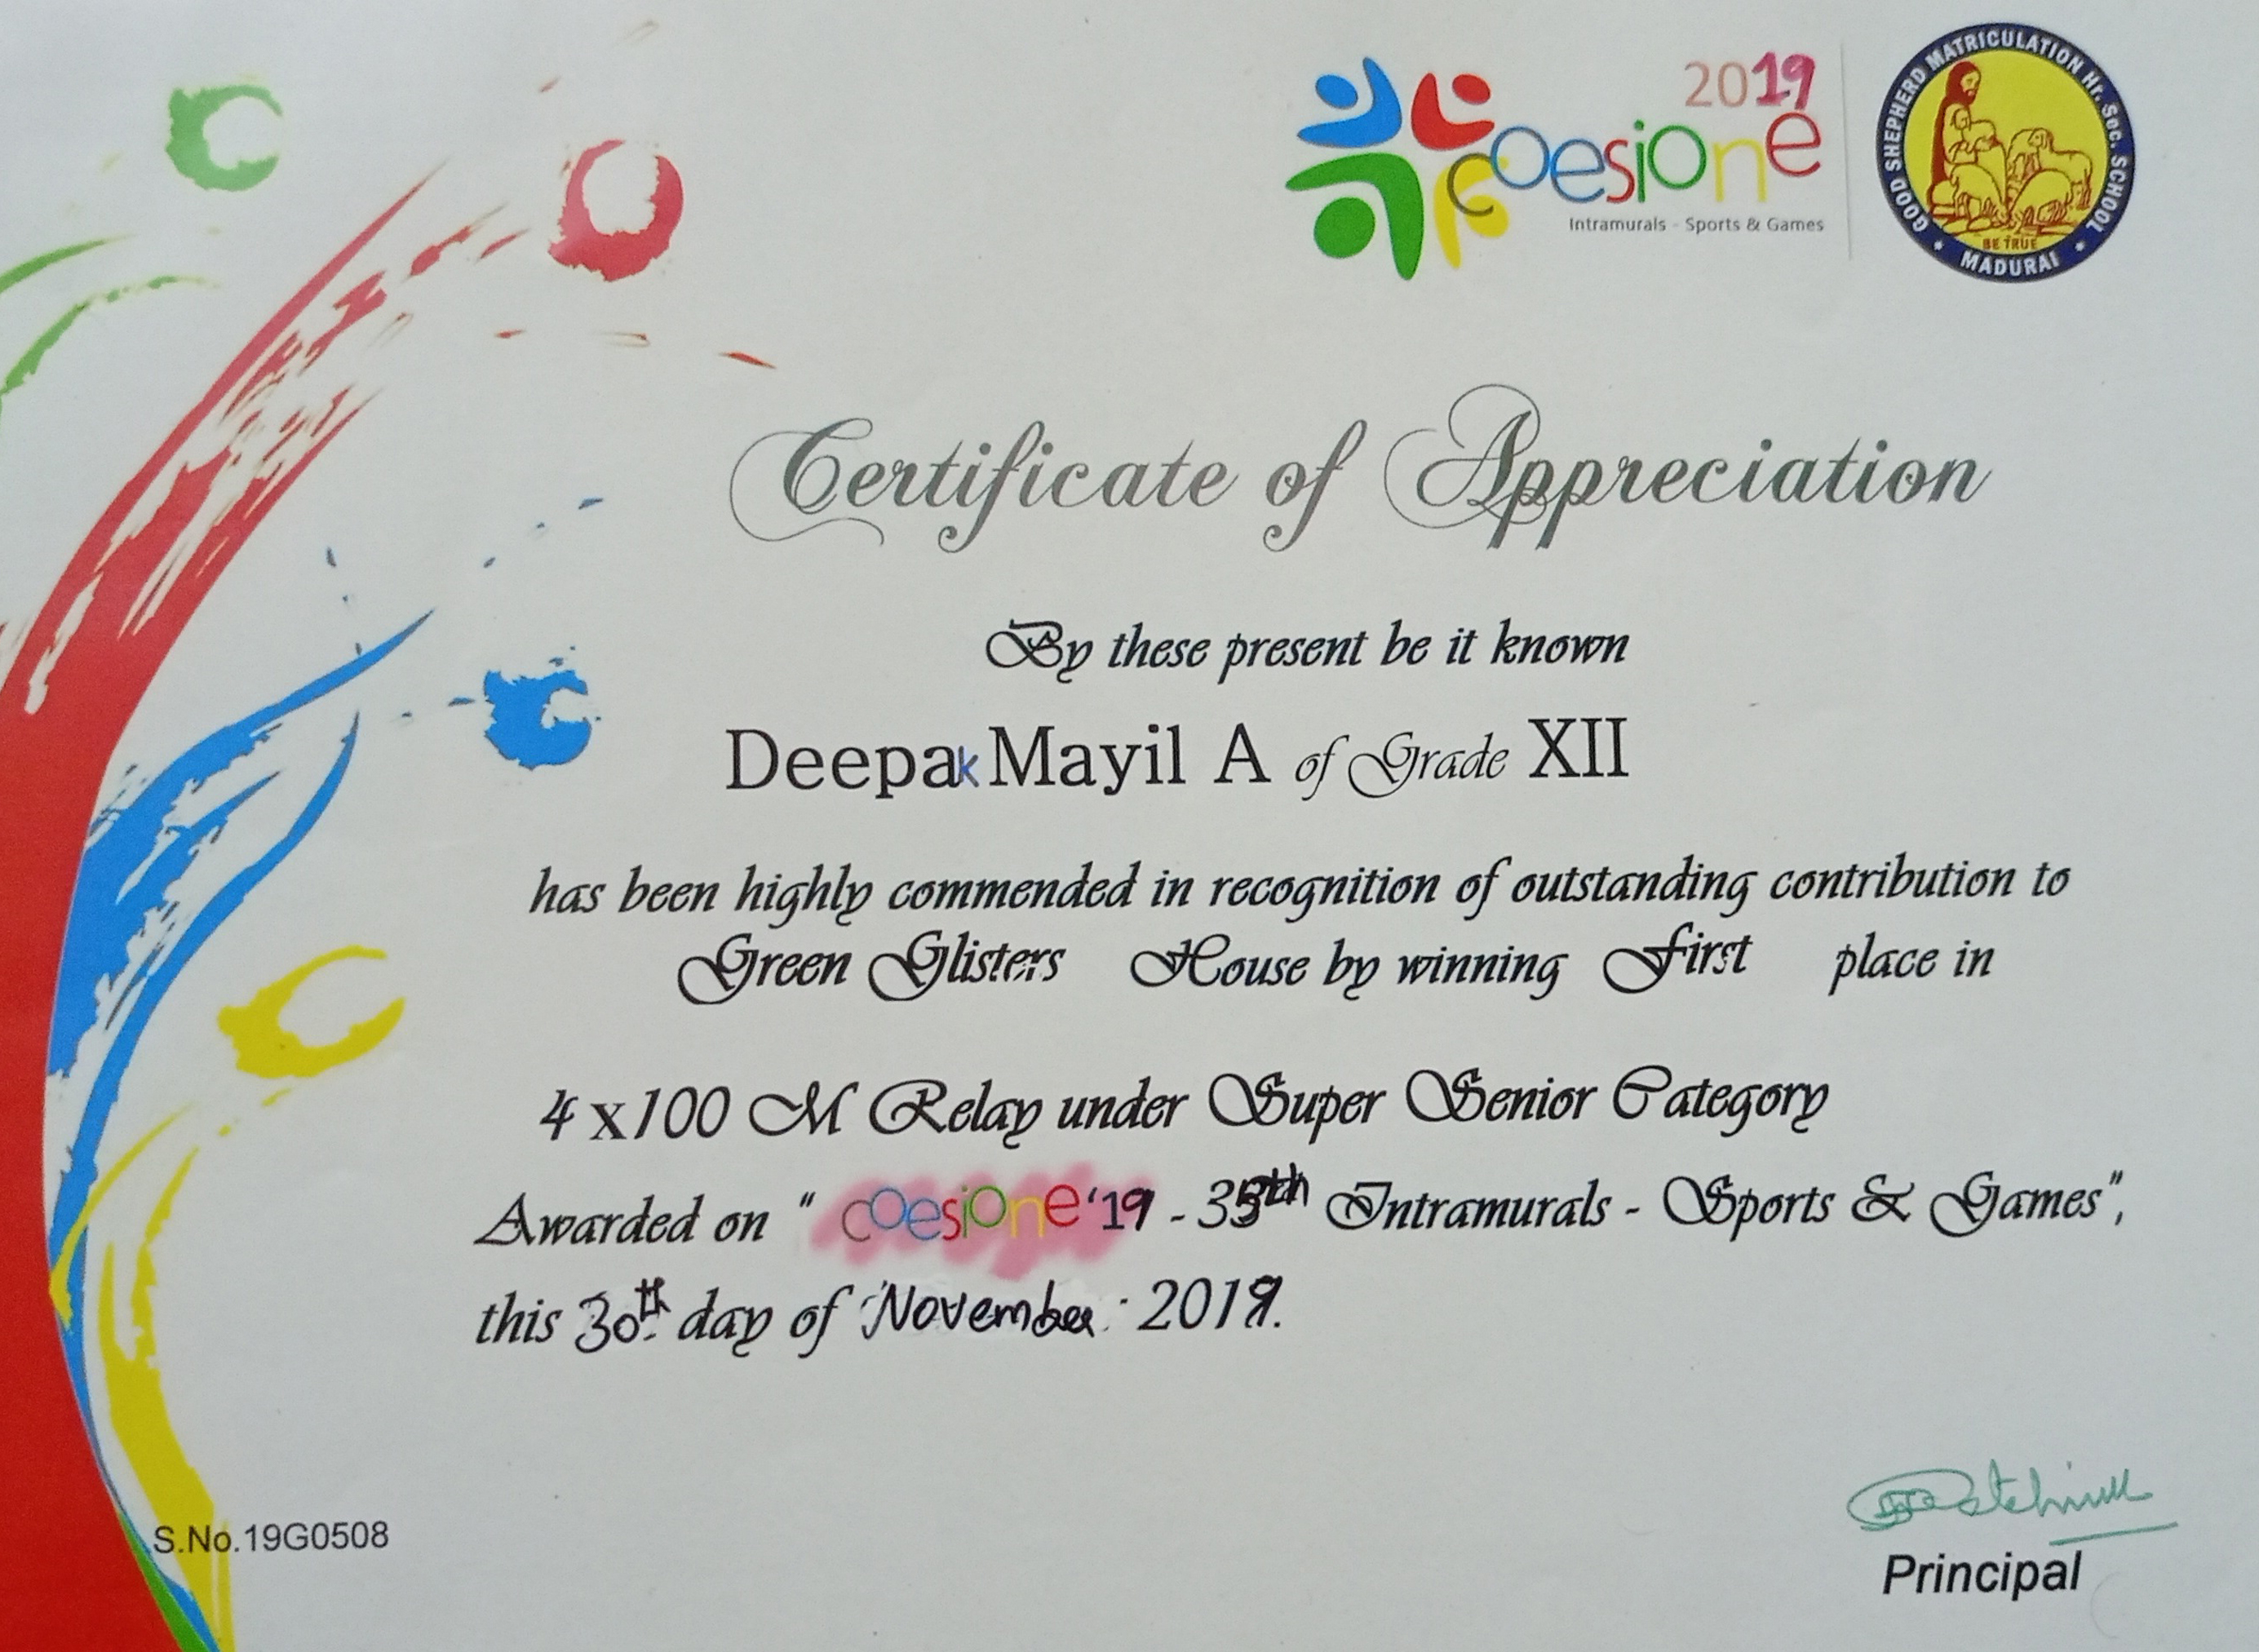 2019
coesione
Intramurals - Sports & Games
GOOD SHEPHERD MATRICULATION Hr. Sec. SCHOOL
BE TRUE
MADURAI
Certificate of Appreciation
By these present be it known
Deepak Mayil A of Grade XII
has been highly commended in recognition of outstanding contribution to
Green Glisters House by winning First place in
4 x 100 M Relay under Super Senior Category
Awarded on " coesione '19 - 35th Intramurals - Sports & Games",
this 30th day of November 2019.
S.No.19G0508
Principal